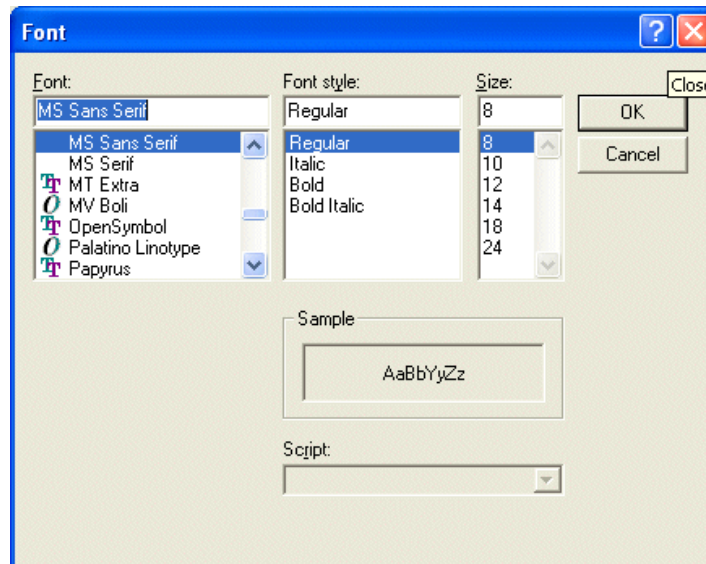 Font
Font:
Font style:
Size:
Close
MS Sans Serif
Regular
8
OK
Cancel
MS Sans Serif
MS Serif
MT Extra
MV Boli
OpenSymbol
Palatino Linotype
Papyrus
Regular
Italic
Bold
Bold Italic
8
10
12
14
18
24
Sample
AaBbYyZz
Script: